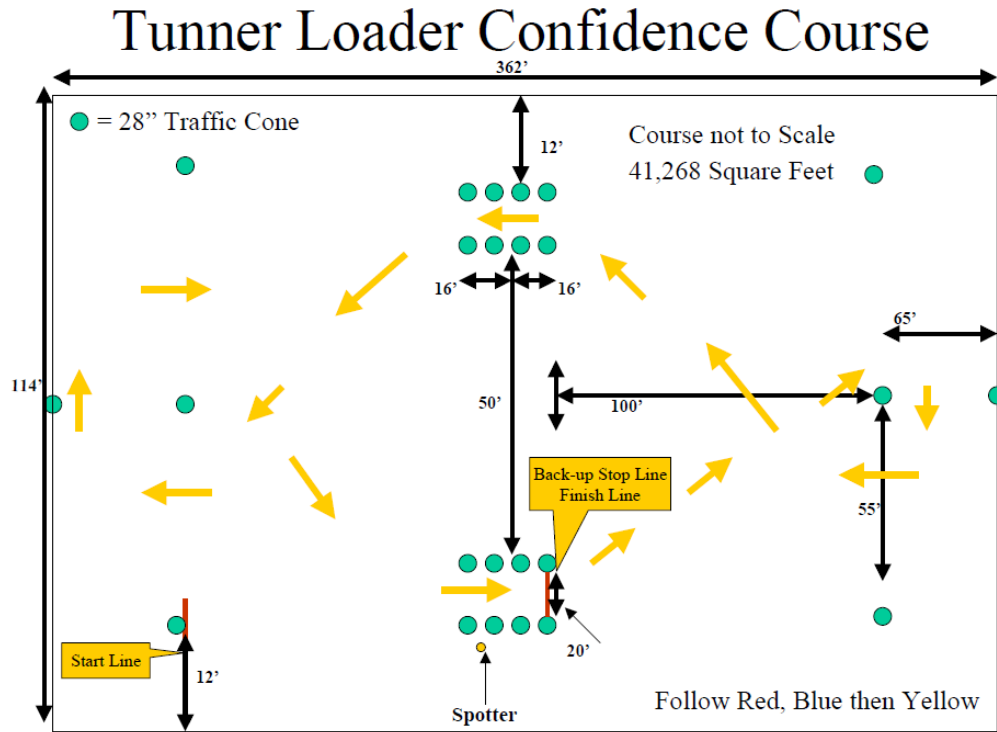 Tunner Loader Confidence Course
362’
= 28” Traffic Cone
12’
Course not to Scale
41,268 Square Feet
16’
16’
65’
114’
50’
100’
Back-up Stop Line
Finish Line
55’
20’
Start Line
12’
Spotter
Follow Red, Blue then Yellow